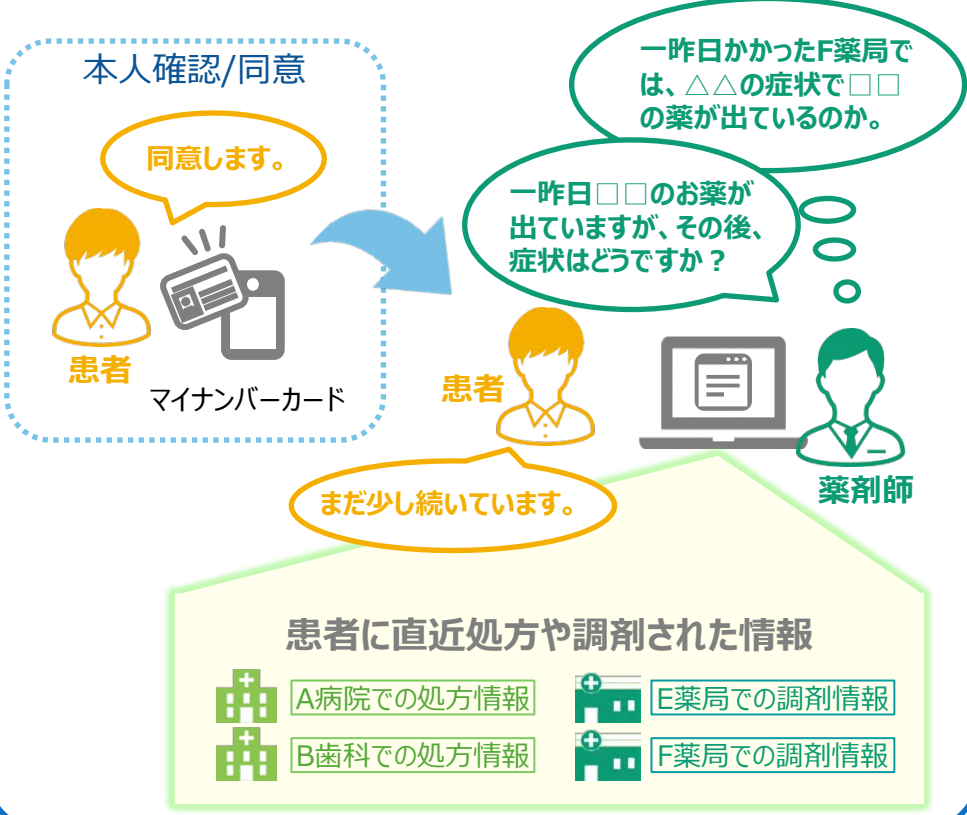 本人確認/同意
同意します。
患者
マイナンバーカード
一昨日かかったF薬局で
は、△△の症状で□□
の薬が出ているのか。
一昨日□□のお薬が
出ていますが、その後、
症状はどうですか？
患者
薬剤師
まだ少し続いています。
患者に直近処方や調剤された情報
A病院での処方情報
E薬局での調剤情報
B歯科での処方情報
F薬局での調剤情報